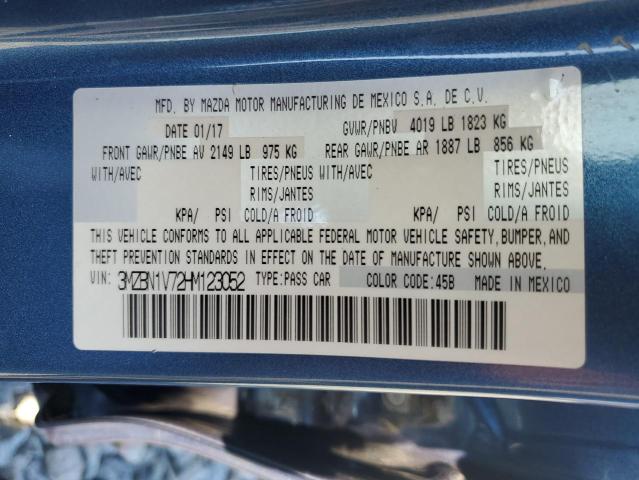 MFD. BY MAZDA MOTOR MANUFACTURING DE MEXICO S.A. DE C.V.
DATE 01/17 GVWR/PNBV 4019 LB 1823 KG
FRONT GAWR/PNBE AV 2149 LB 975 KG REAR GAWR/PNBE AR 1887 LB 856 KG
WITH/AVEC TIRES/PNEUS WITH/AVEC TIRES/PNEUS
RIMS/JANTES RIMS/JANTES
KPA/ PSI COLD/A FROID KPA/ PSI COLD/A FROID
THIS VEHICLE CONFORMS TO ALL APPLICABLE FEDERAL MOTOR VEHICLE SAFETY, BUMPER, AND
THEFT PREVENTION STANDARDS IN EFFECT ON THE DATE OF MANUFACTURE SHOWN ABOVE.
VIN: 3MZBN1V72HM123052 TYPE:PASS CAR COLOR CODE:45B MADE IN MEXICO